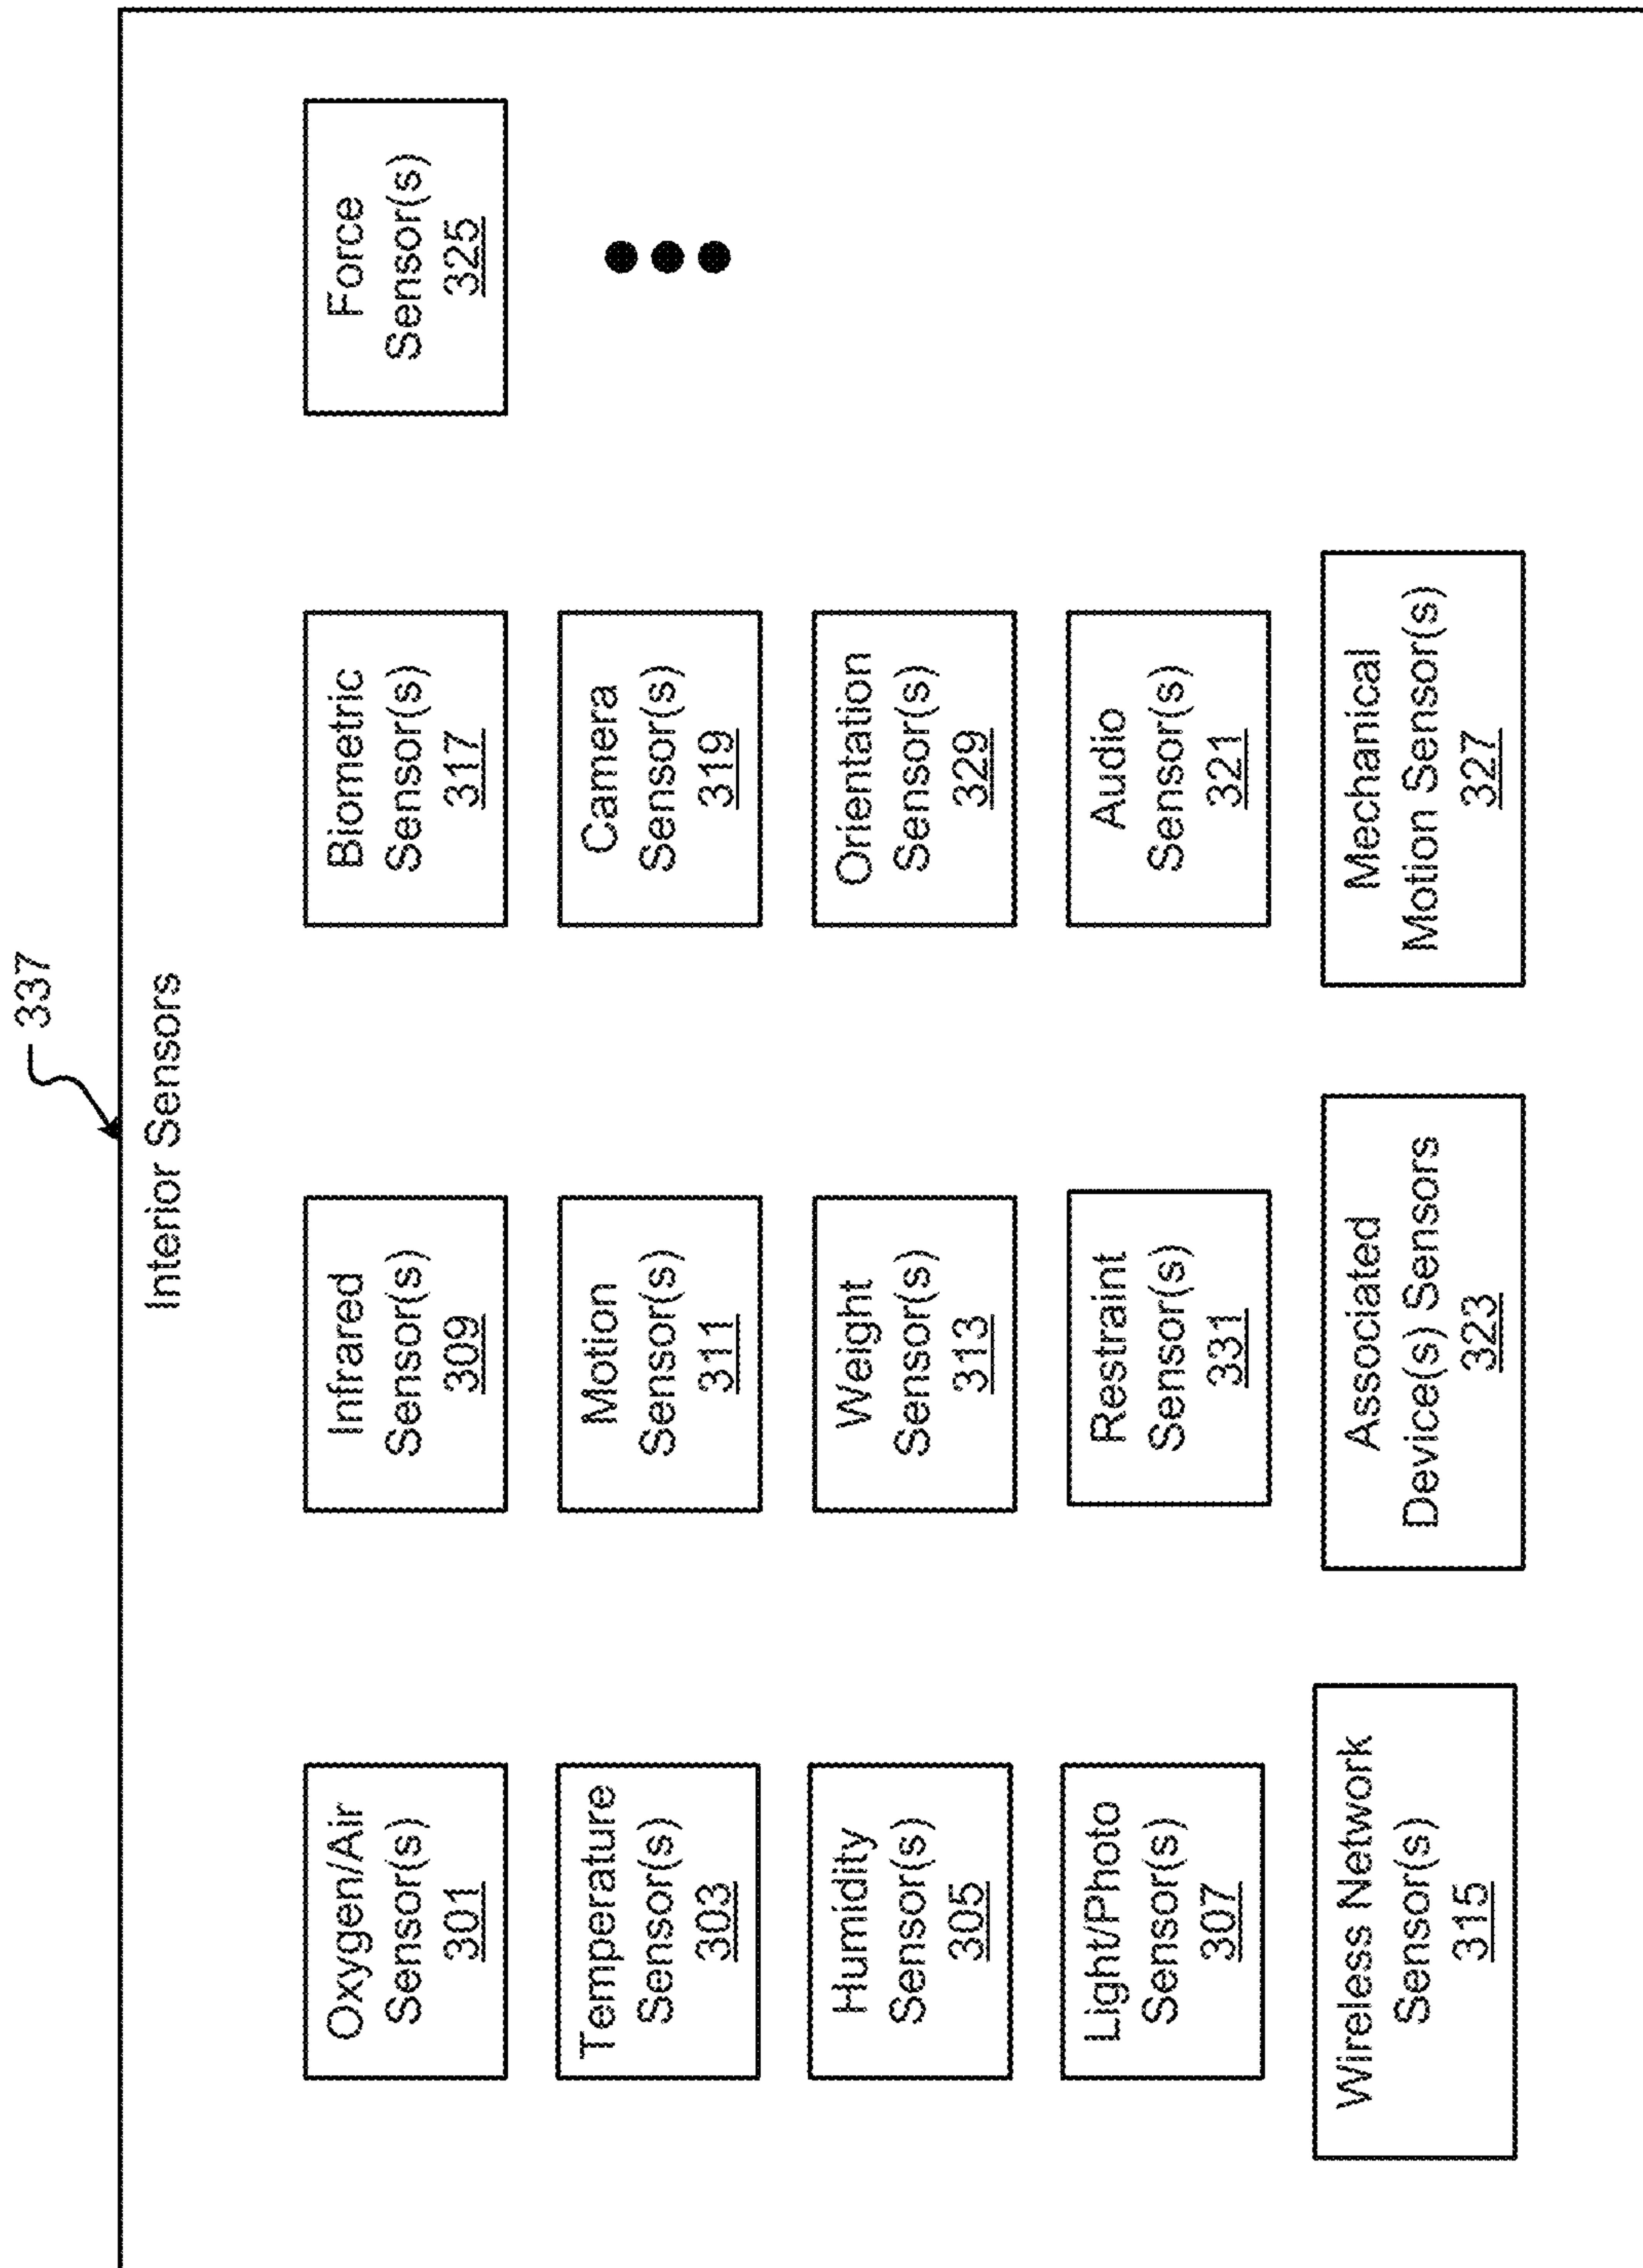 337
Interior Sensors
Oxygen/Air
Sensor(s)
301
Temperature
Sensor(s)
303
Humidity
Sensor(s)
305
Light/Photo
Sensor(s)
307
Wireless Network
Sensor(s)
315
Infrared
Sensor(s)
309
Motion
Sensor(s)
311
Weight
Sensor(s)
313
Restraint
Sensor(s)
331
Associated
Device(s) Sensors
323
Biometric
Sensor(s)
317
Camera
Sensor(s)
319
Orientation
Sensor(s)
329
Audio
Sensor(s)
321
Mechanical
Motion Sensor(s)
327
Force
Sensor(s)
325